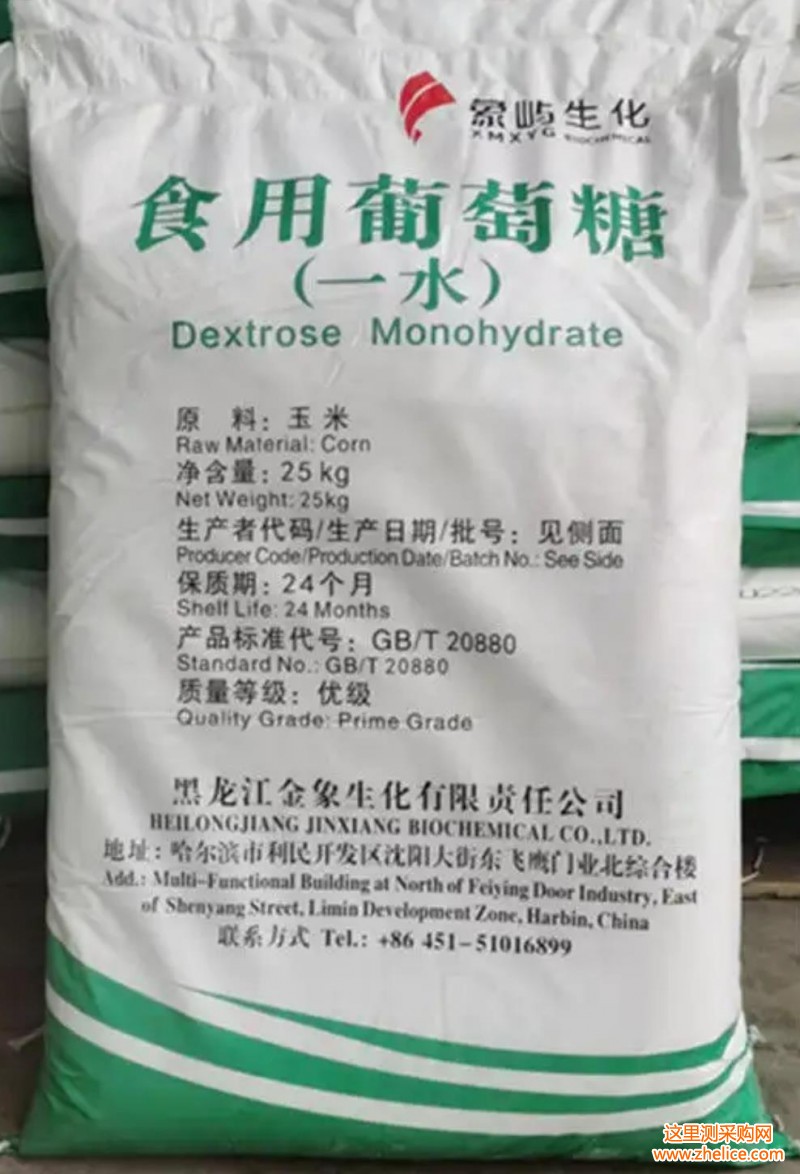 象屿生化
XMXYG BIOCHEMICAL
食用葡萄糖
(一水)
Dextrose Monohydrate
原 料：玉米
Raw Material: Corn
净含量：25 kg
Net Weight: 25kg
生产者代码/生产日期/批号：见侧面
Producer Code/Production Date/Batch No.: See Side
保质期：24个月
Shelf Life: 24 Months
产品标准代号：GB/T 20880
Standard No.: GB/T 20880
质量等级：优级
Quality Grade: Prime Grade
黑龙江金象生化有限责任公司
HEILONGJIANG JINXIANG BIOCHEMICAL CO.,LTD.
地址：哈尔滨市利民开发区沈阳大街东飞鹰门业北综合楼
Add.: Multi-Functional Building at North of Feiying Door Industry, East
of Shenyang Street, Limin Development Zone, Harbin, China
联系方式 Tel.: +86 451-51016899
这里测采购网
www.zhelice.com